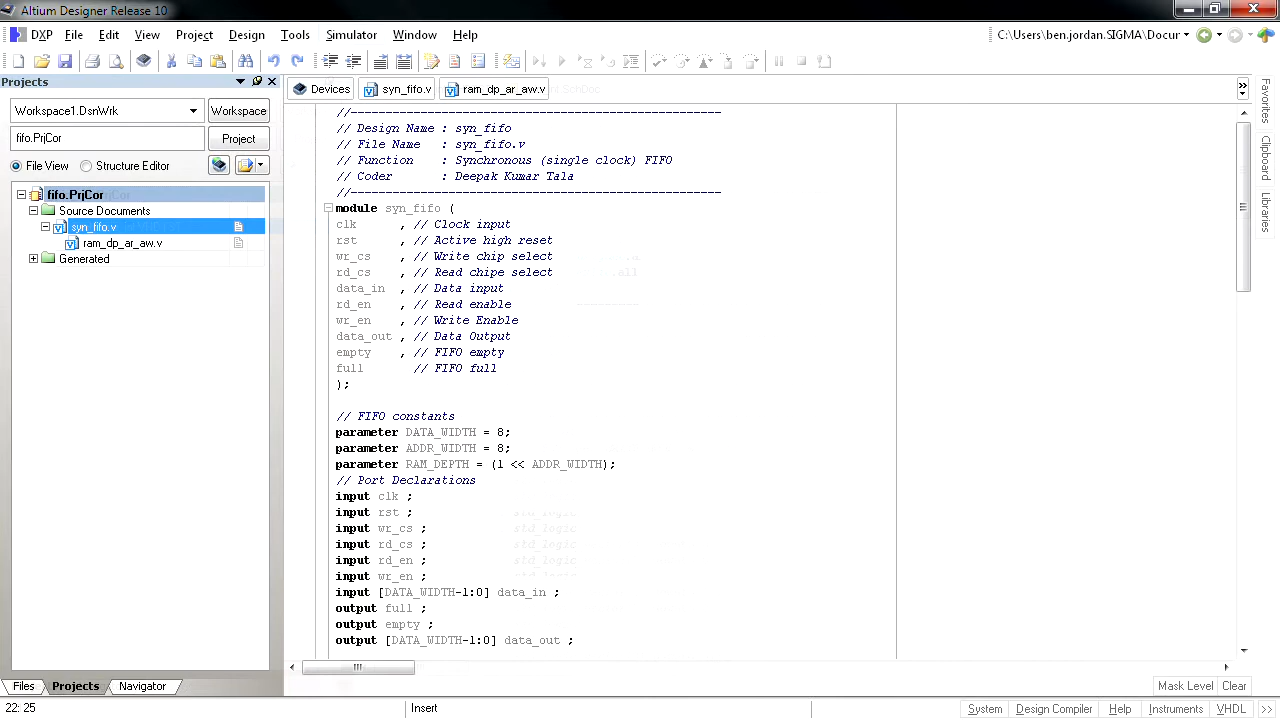 Altium Designer Release 10
DXP File Edit View Project Design Tools Simulator Window Help
C:\Users\ben.jordan.SIGMA\Docur
Projects
Workspace1.DsnWrk Workspace
fifo.PrjCor Project
File View Structure Editor
fifo.PrjCor
Source Documents
syn_fifo.v
ram_dp_ar_aw.v
Generated
Devices syn_fifo.v ram_dp_ar_aw.v
//----------------------------------------------------
// Design Name : syn_fifo
// File Name : syn_fifo.v
// Function : Synchronous (single clock) FIFO
// Coder : Deepak Kumar Tala
//----------------------------------------------------
module syn_fifo (
clk , // Clock input
rst , // Active high reset
wr_cs , // Write chip select
rd_cs , // Read chipe select
data_in , // Data input
rd_en , // Read enable
wr_en , // Write Enable
data_out , // Data Output
empty , // FIFO empty
full // FIFO full
);
// FIFO constants
parameter DATA_WIDTH = 8;
parameter ADDR_WIDTH = 8;
parameter RAM_DEPTH = (1 << ADDR_WIDTH);
// Port Declarations
input clk ;
input rst ; std_logic
input wr_cs ; std_logic
input rd_cs ; std_logic
input rd_en ; std_logic
input wr_en ; std_logic
input [DATA_WIDTH-1:0] data_in ;
output full ;
output empty ;
output [DATA_WIDTH-1:0] data_out ;
Favorites
Clipboard
Libraries
Files Projects Navigator
Mask Level Clear
22: 25 Insert
System Design Compiler Help Instruments VHDL >>